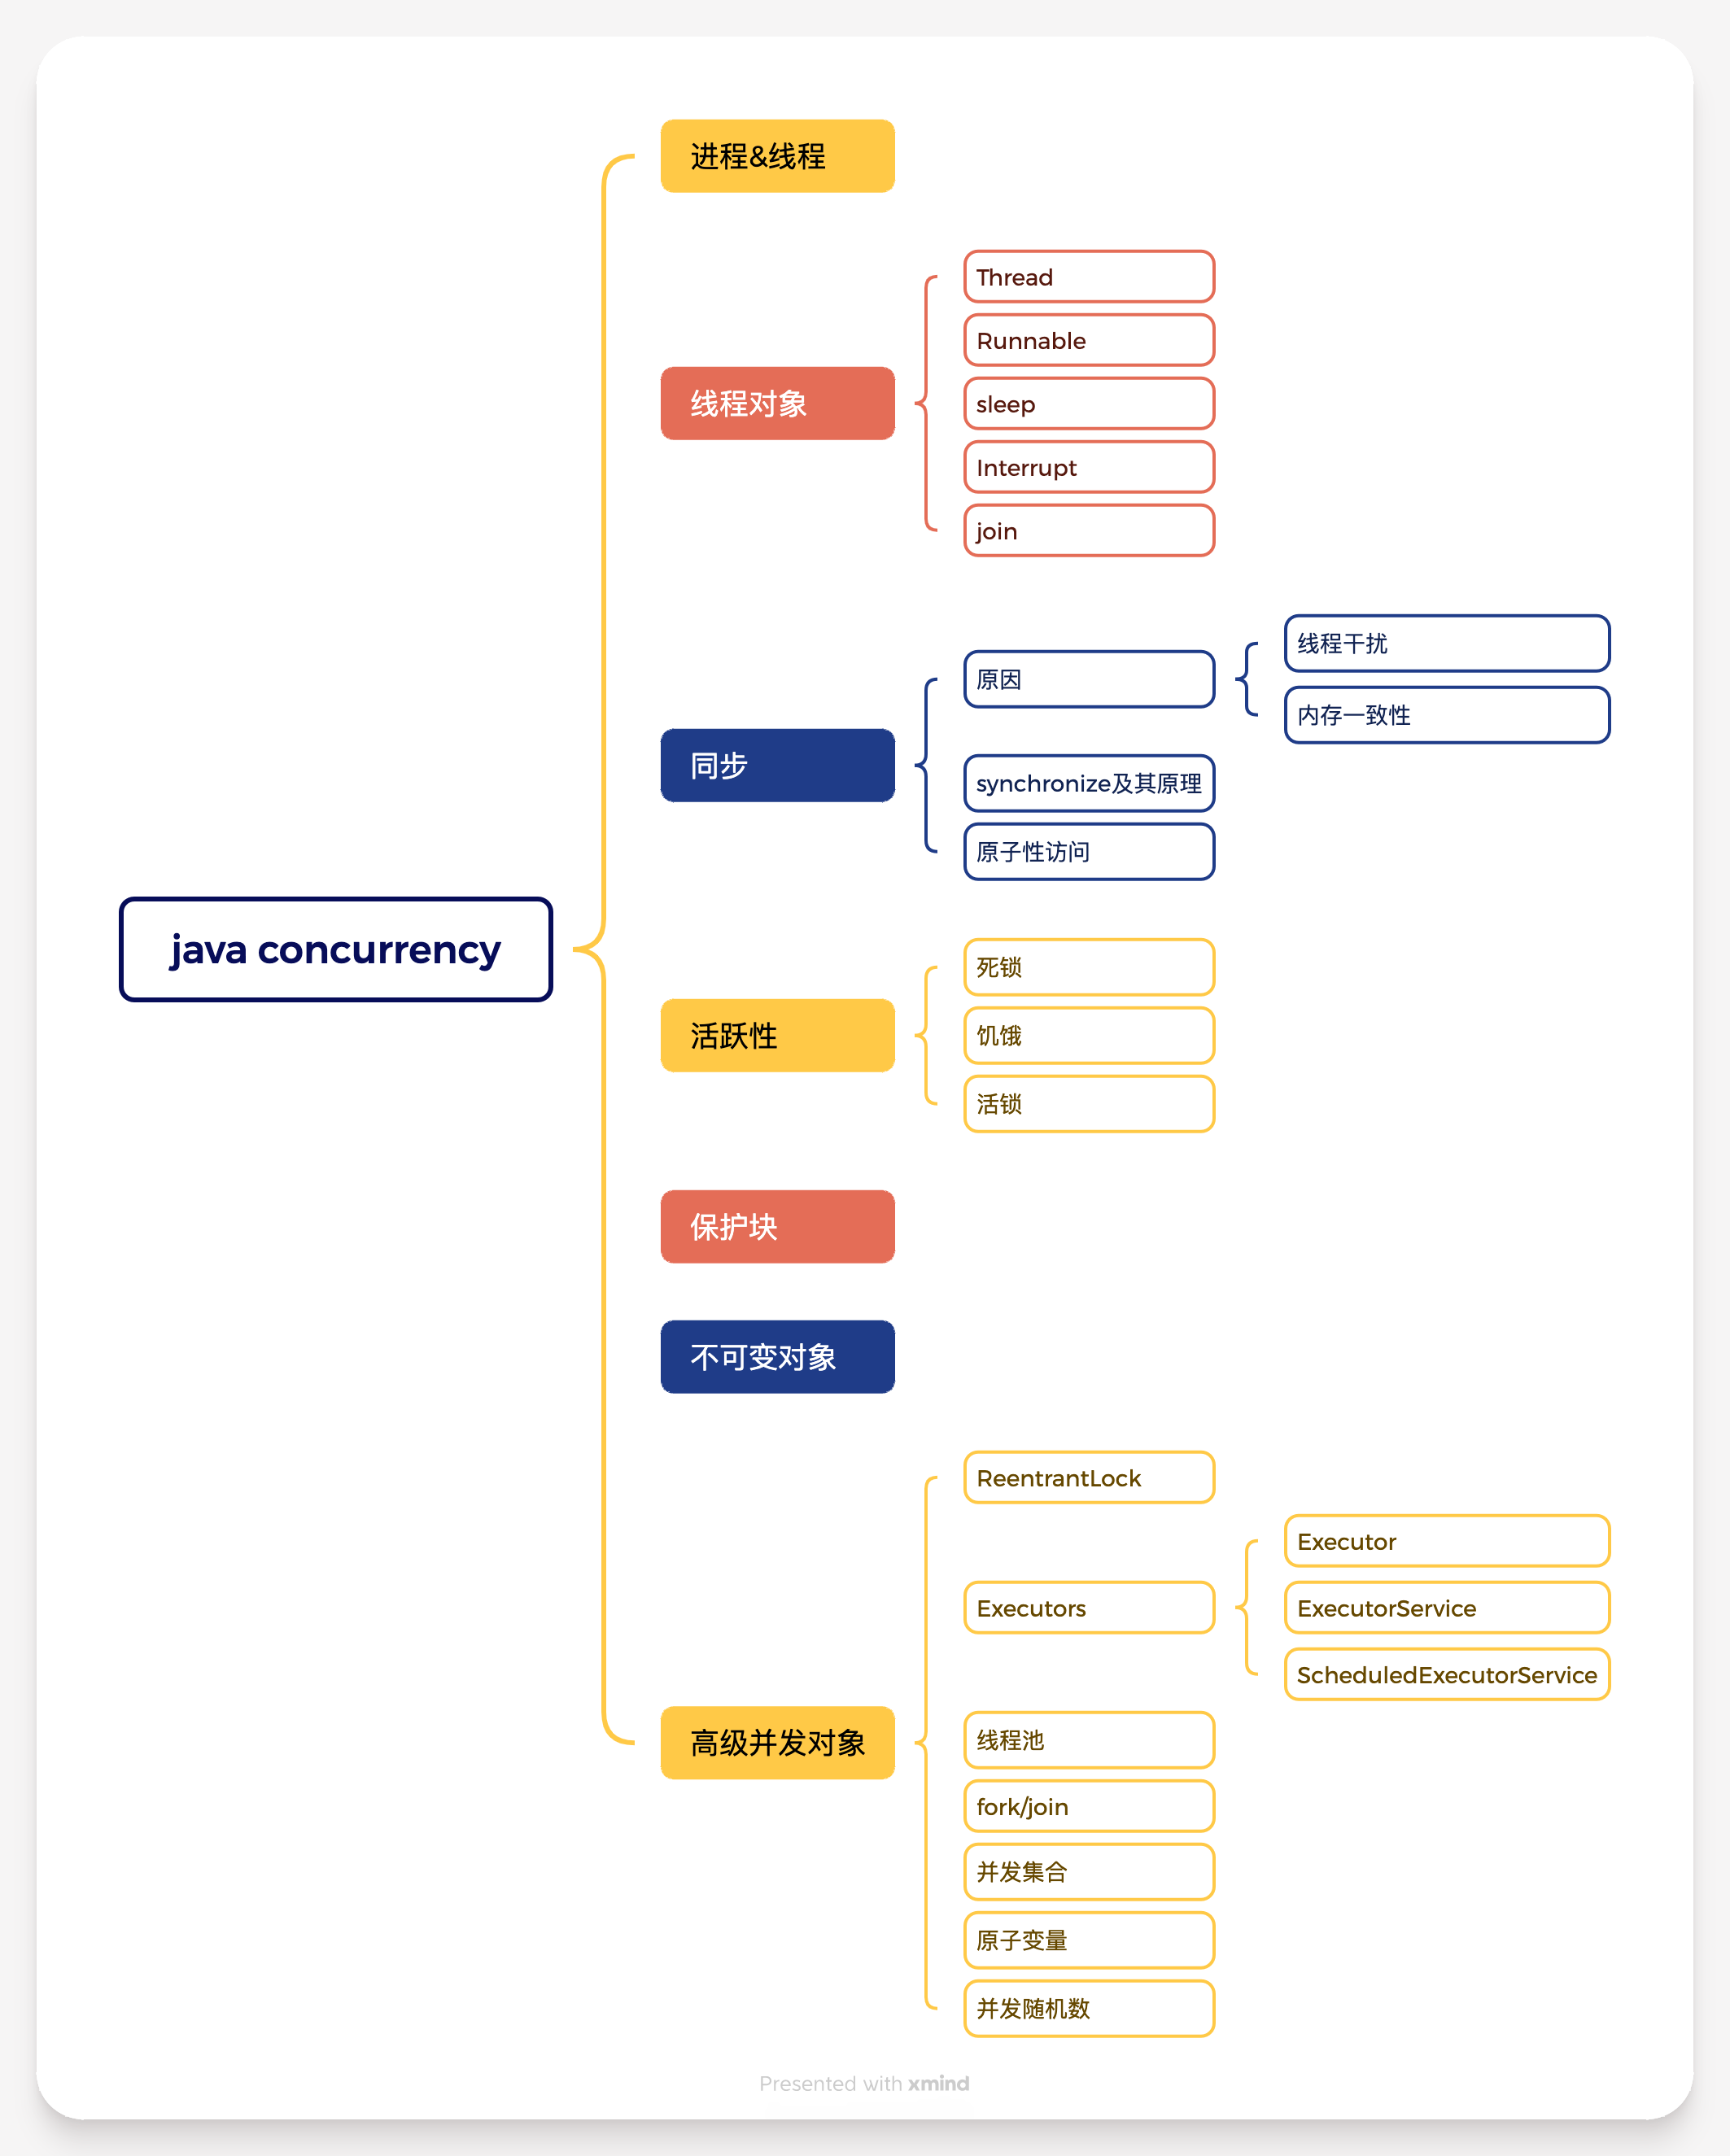 java concurrency
进程&线程
线程对象
Thread
Runnable
sleep
Interrupt
join
同步
原因
线程干扰
内存一致性
synchronize及其原理
原子性访问
活跃性
死锁
饥饿
活锁
保护块
不可变对象
高级并发对象
ReentrantLock
Executors
Executor
ExecutorService
ScheduledExecutorService
线程池
fork/join
并发集合
原子变量
并发随机数
Presented with xmind